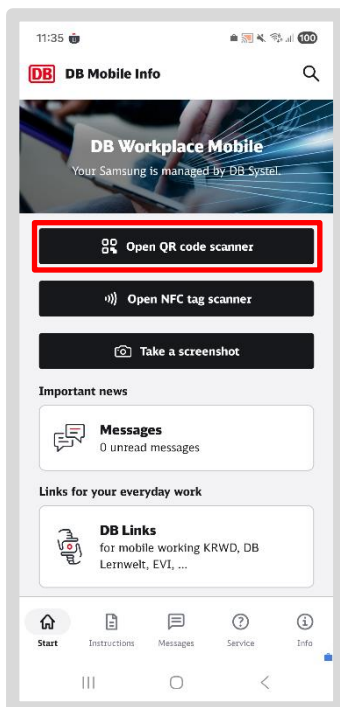 11:35
100
DB DB Mobile Info
DB Workplace Mobile
Your Samsung is managed by DB Systel.
Open QR code scanner
Open NFC tag scanner
Take a screenshot
Important news
Messages
0 unread messages
Links for your everyday work
DB Links
for mobile working KRWD, DB
Lernwelt, EVI, ...
Start Instructions Messages Service Info